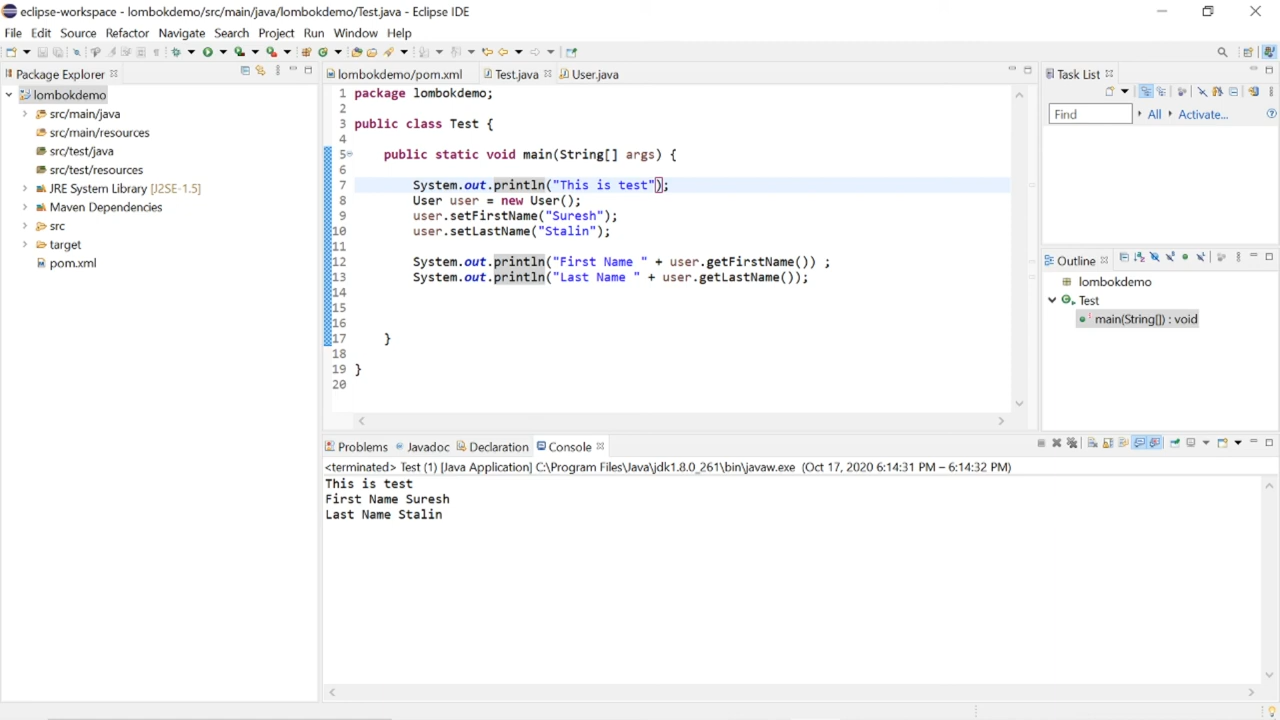 eclipse-workspace - lombokdemo/src/main/java/lombokdemo/Test.java - Eclipse IDE
File Edit Source Refactor Navigate Search Project Run Window Help
Package Explorer
lombokdemo
src/main/java
src/main/resources
src/test/java
src/test/resources
JRE System Library [J2SE-1.5]
Maven Dependencies
src
target
pom.xml
lombokdemo/pom.xml Test.java User.java
1 package lombokdemo;
2
3 public class Test {
4
5 public static void main(String[] args) {
6
7 System.out.println("This is test");
8 User user = new User();
9 user.setFirstName("Suresh");
10 user.setLastName("Stalin");
11
12 System.out.println("First Name " + user.getFirstName()) ;
13 System.out.println("Last Name " + user.getLastName());
14
15
16
17 }
18
19 }
20
Task List
Find All Activate...
Outline
lombokdemo
Test
main(String[]) : void
Problems Javadoc Declaration Console
<terminated> Test (1) [Java Application] C:\Program Files\Java\jdk1.8.0_261\bin\javaw.exe (Oct 17, 2020 6:14:31 PM – 6:14:32 PM)
This is test
First Name Suresh
Last Name Stalin